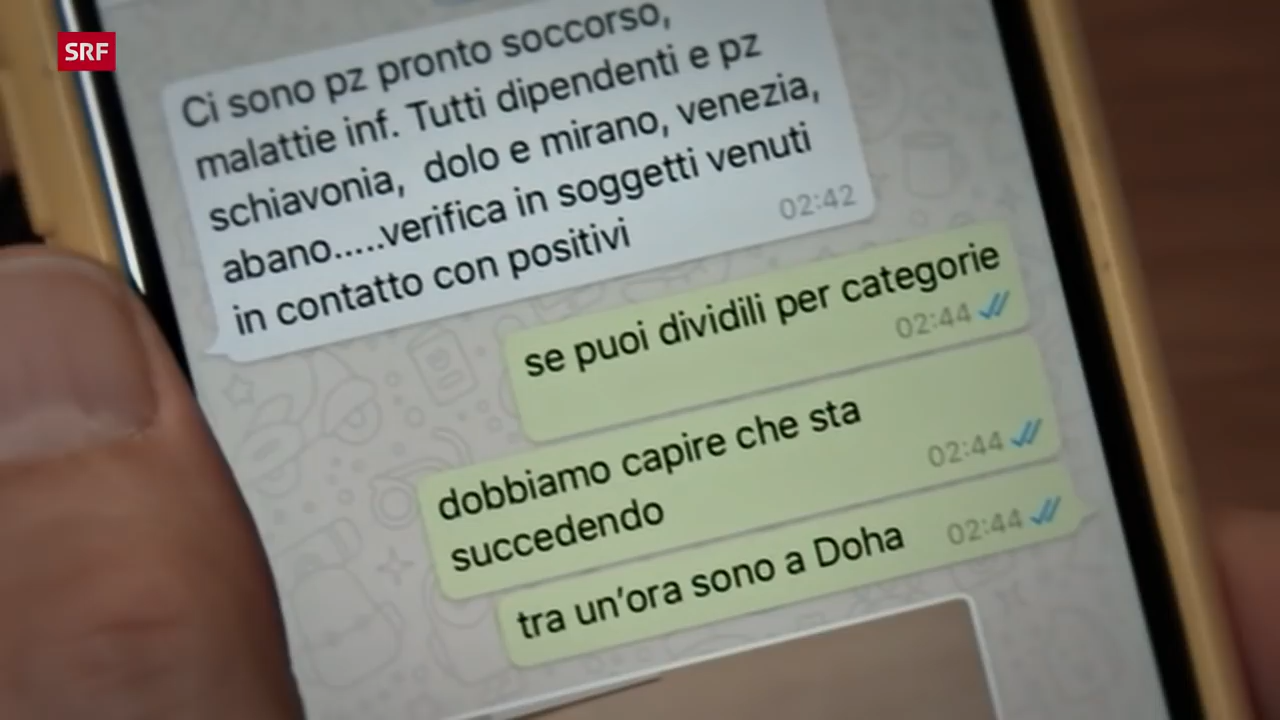 SRF
Ci sono pz pronto soccorso,
malattie inf. Tutti dipendenti e pz
schiavonia, dolo e mirano, venezia,
abano.....verifica in soggetti venuti
in contatto con positivi
02:42
se puoi dividili per categorie
02:44
dobbiamo capire che sta
succedendo
02:44
tra un'ora sono a Doha
02:44